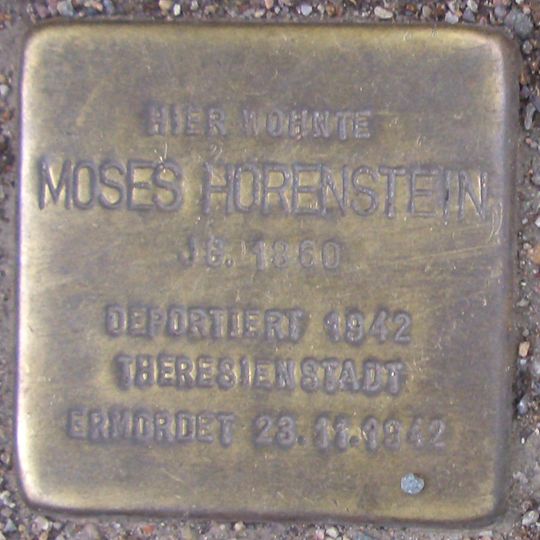 HIER WOHNTE
MOSES HORENSTEIN
JG. 1860
DEPORTIERT 1942
THERESIENSTADT
ERMORDET 23.11.1942